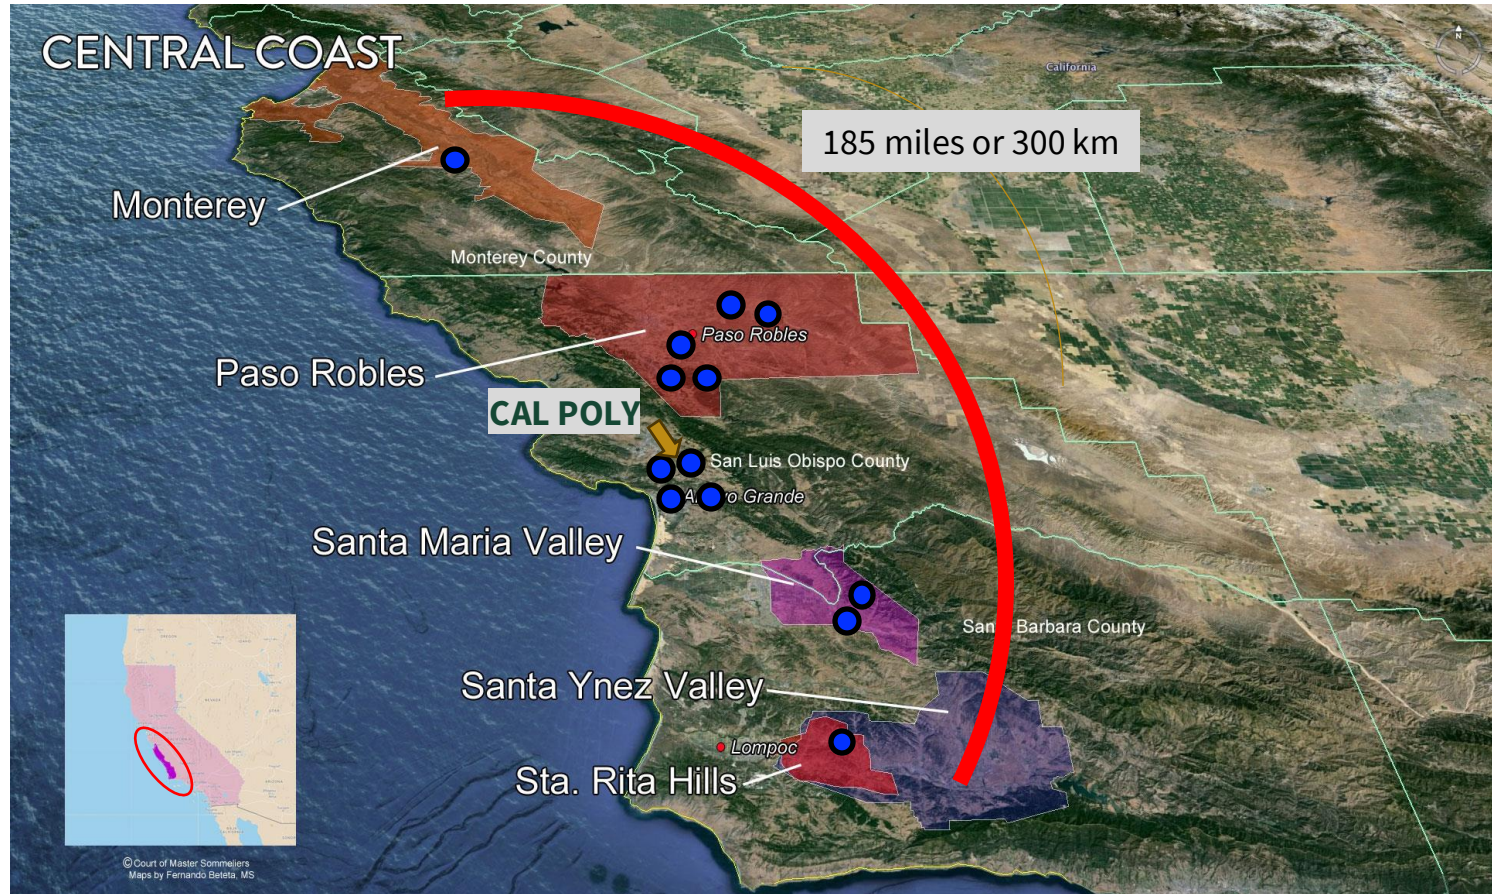 CENTRAL COAST
N
California
185 miles or 300 km
Monterey
Monterey County
Paso Robles
Paso Robles
CAL POLY
San Luis Obispo County
Grande
Santa Maria Valley
Barbara County
Santa Ynez Valley
Lompoc
Sta. Rita Hills
© Court of Master Sommeliers
Maps by Fernando Beteta, MS